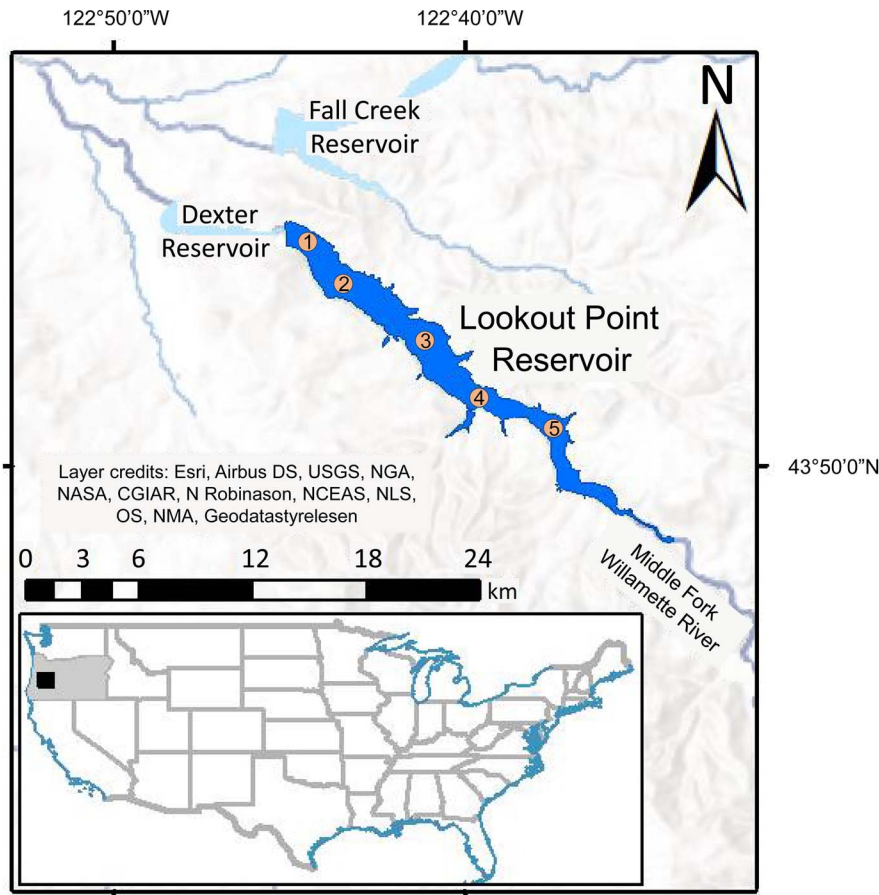 122°50'0"W
122°40'0"W
N
Fall Creek
Reservoir
Dexter
Reservoir
1
2
Lookout Point
Reservoir
3
4
5
43°50'0"N
Layer credits: Esri, Airbus DS, USGS, NGA,
NASA, CGIAR, N Robinason, NCEAS, NLS,
OS, NMA, Geodatastyrelesen
0 3 6 12 18 24
km
Middle Fork
Willamette River